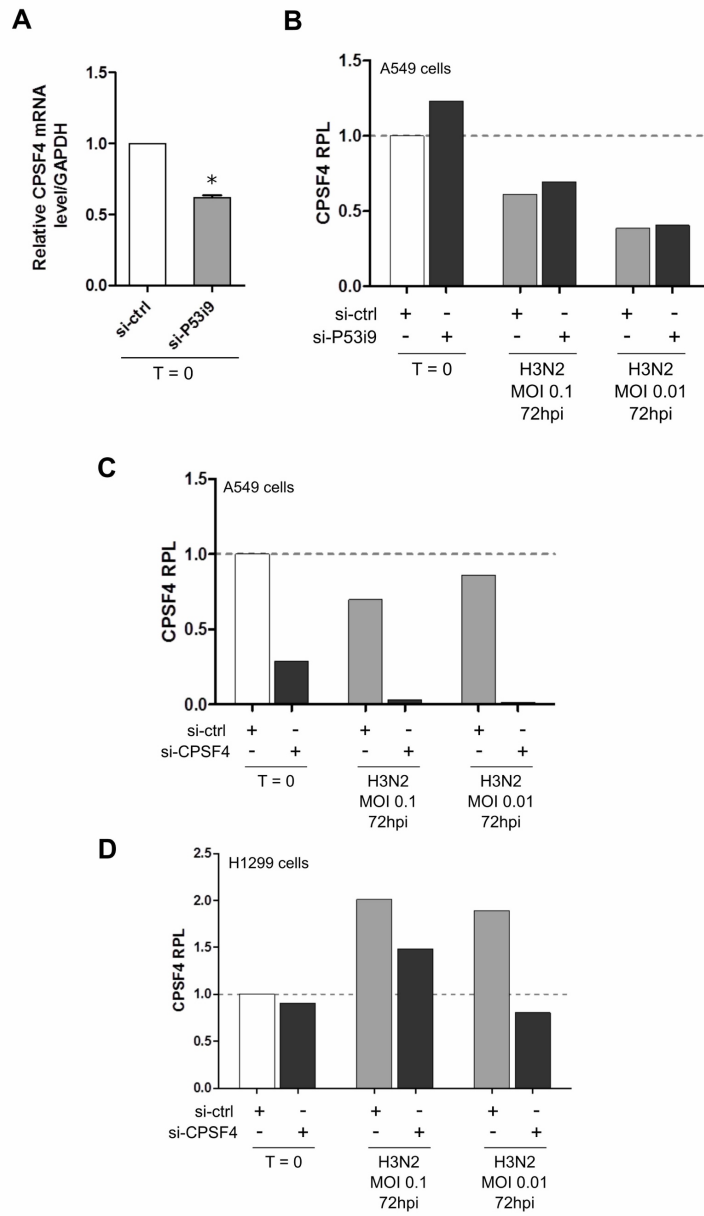 A
Relative CPSF4 mRNA
level/GAPDH
1.5
1.0
0.5
0.0
*
si-ctrl
si-P53i9
T = 0
B
A549 cells
CPSF4 RPL
1.5
1.0
0.5
0.0
si-ctrl + - + - + -
si-P53i9 - + - + - +
T = 0 H3N2 H3N2
MOI 0.1 MOI 0.01
72hpi 72hpi
C
A549 cells
CPSF4 RPL
1.5
1.0
0.5
0.0
si-ctrl + - + - + -
si-CPSF4 - + - + - +
T = 0 H3N2 H3N2
MOI 0.1 MOI 0.01
72hpi 72hpi
D
H1299 cells
CPSF4 RPL
2.5
2.0
1.5
1.0
0.5
0.0
si-ctrl + - + - + -
si-CPSF4 - + - + - +
T = 0 H3N2 H3N2
MOI 0.1 MOI 0.01
72hpi 72hpi